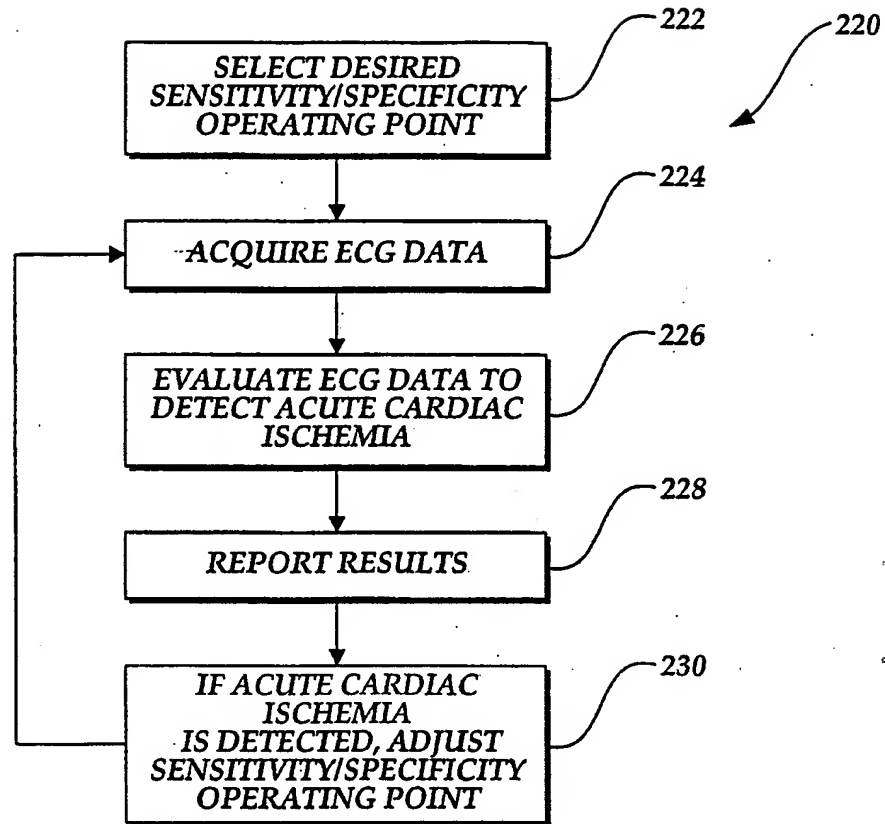 222
220
SELECT DESIRED
SENSITIVITY/SPECIFICITY
OPERATING POINT
224
ACQUIRE ECG DATA
226
EVALUATE ECG DATA TO
DETECT ACUTE CARDIAC
ISCHEMIA
228
REPORT RESULTS
230
IF ACUTE CARDIAC
ISCHEMIA
IS DETECTED, ADJUST
SENSITIVITY/SPECIFICITY
OPERATING POINT